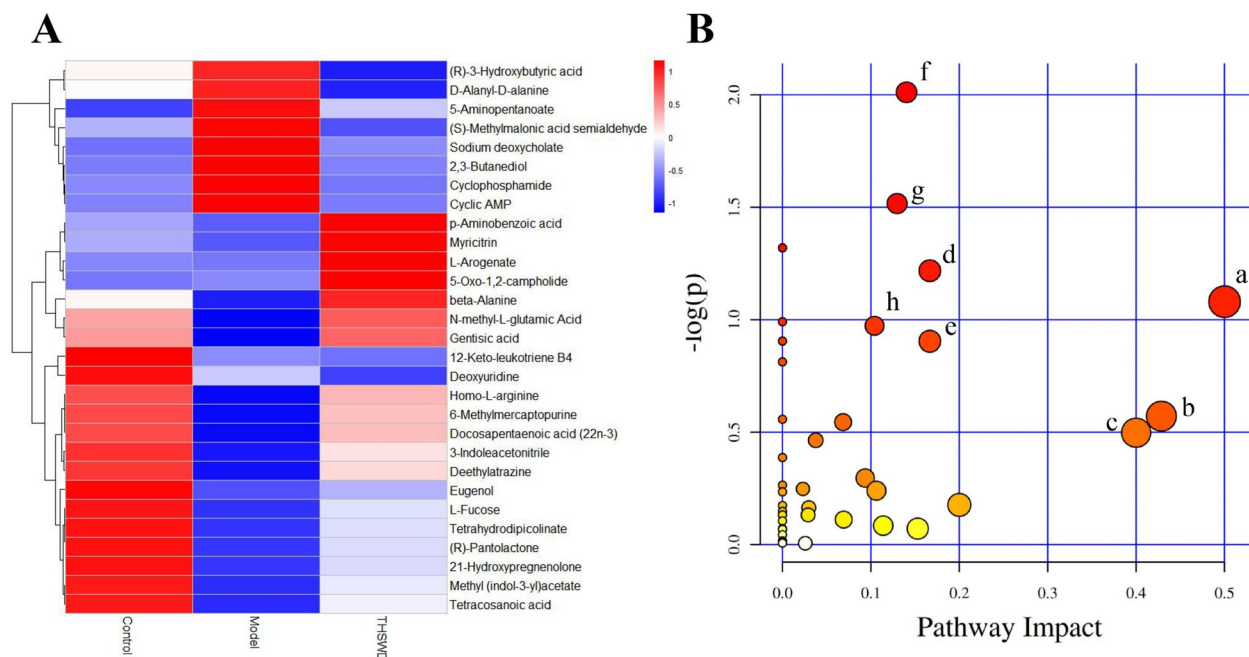 A
(R)-3-Hydroxybutyric acid
D-Alanyl-D-alanine
5-Aminopentanoate
(S)-Methylmalonic acid semialdehyde
Sodium deoxycholate
2,3-Butanediol
Cyclophosphamide
Cyclic AMP
p-Aminobenzoic acid
Myricitrin
L-Arogenate
5-Oxo-1,2-campholide
beta-Alanine
N-methyl-L-glutamic Acid
Gentisic acid
12-Keto-leukotriene B4
Deoxyuridine
Homo-L-arginine
6-Methylmercaptopurine
Docosapentaenoic acid (22n-3)
3-Indoleacetonitrile
Deethylatrazine
Eugenol
L-Fucose
Tetrahydrodipicolinate
(R)-Pantolactone
21-Hydroxypregnenolone
Methyl (indol-3-yl)acetate
Tetracosanoic acid
Control
Model
THSWD
1
0.5
0
-0.5
-1
B
-log(p)
2.0
1.5
1.0
0.5
0.0
f
g
d
a
h
e
b
c
0.0 0.1 0.2 0.3 0.4 0.5
Pathway Impact